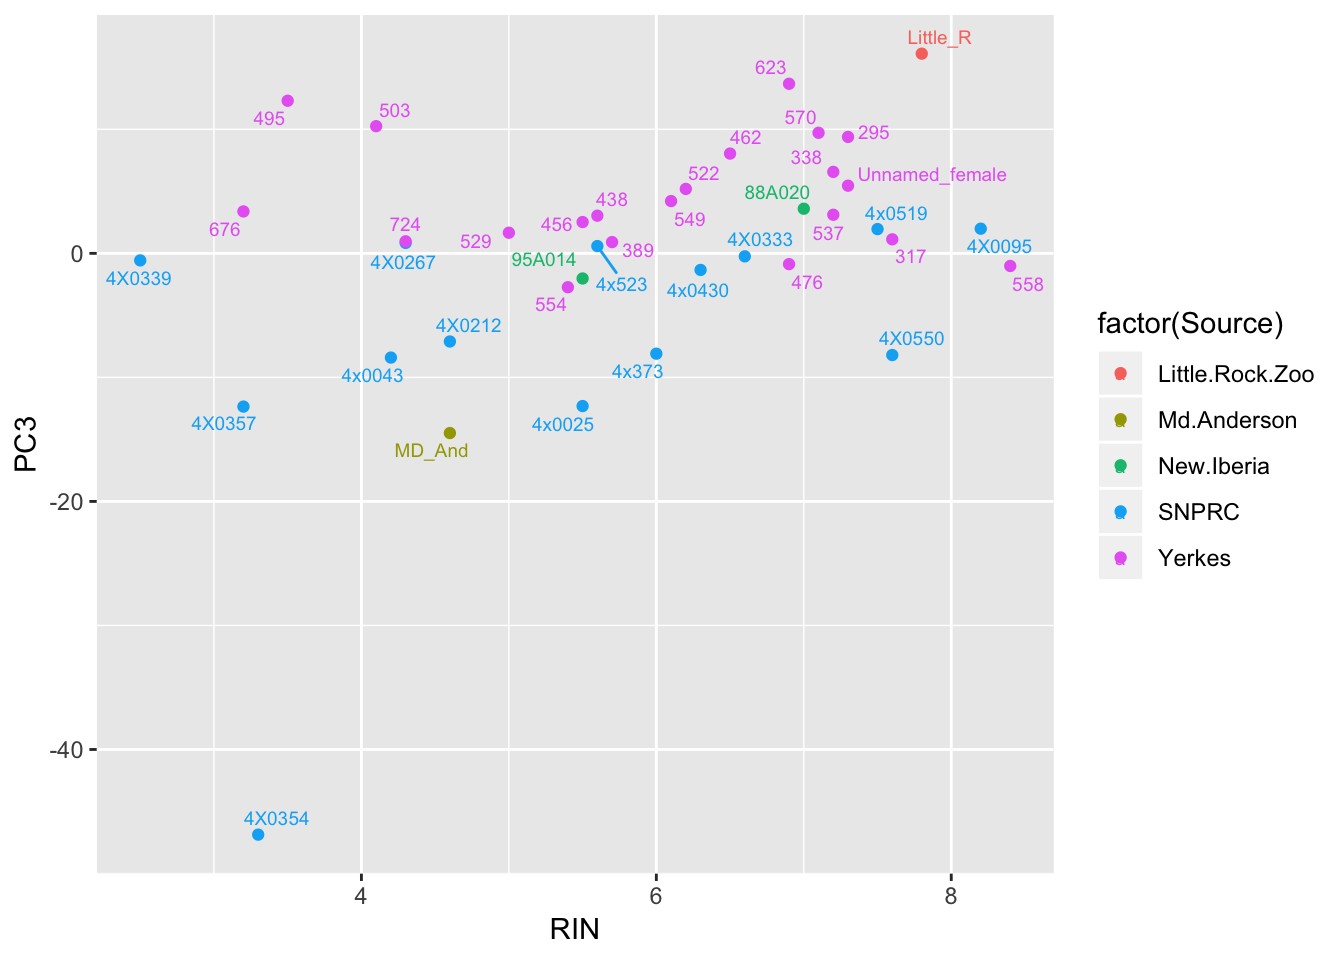 Little_R
623
495
503
570
295
462
338
522
Unnamed_female
88A020
438
4x0519
676
724
456
549
537
529
4X0333
4X0095
389
317
0
95A014
4X0267
4X0339
476
4x523
4x0430
558
554
4X0212
4X0550
4x0043
4x373
4X0357
4x0025
MD_And
PC3
-20
-40
4X0354
4
6
8
RIN
factor(Source)
Little.Rock.Zoo
Md.Anderson
New.Iberia
SNPRC
Yerkes